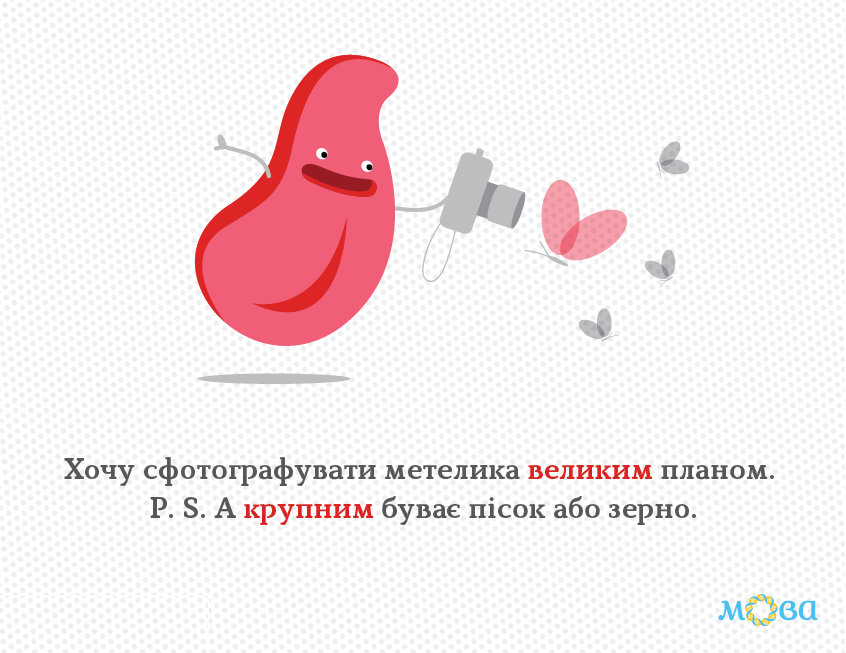 Хочу сфотографувати метелика великим планом.
P. S. А крупним буває пісок або зерно.
мова